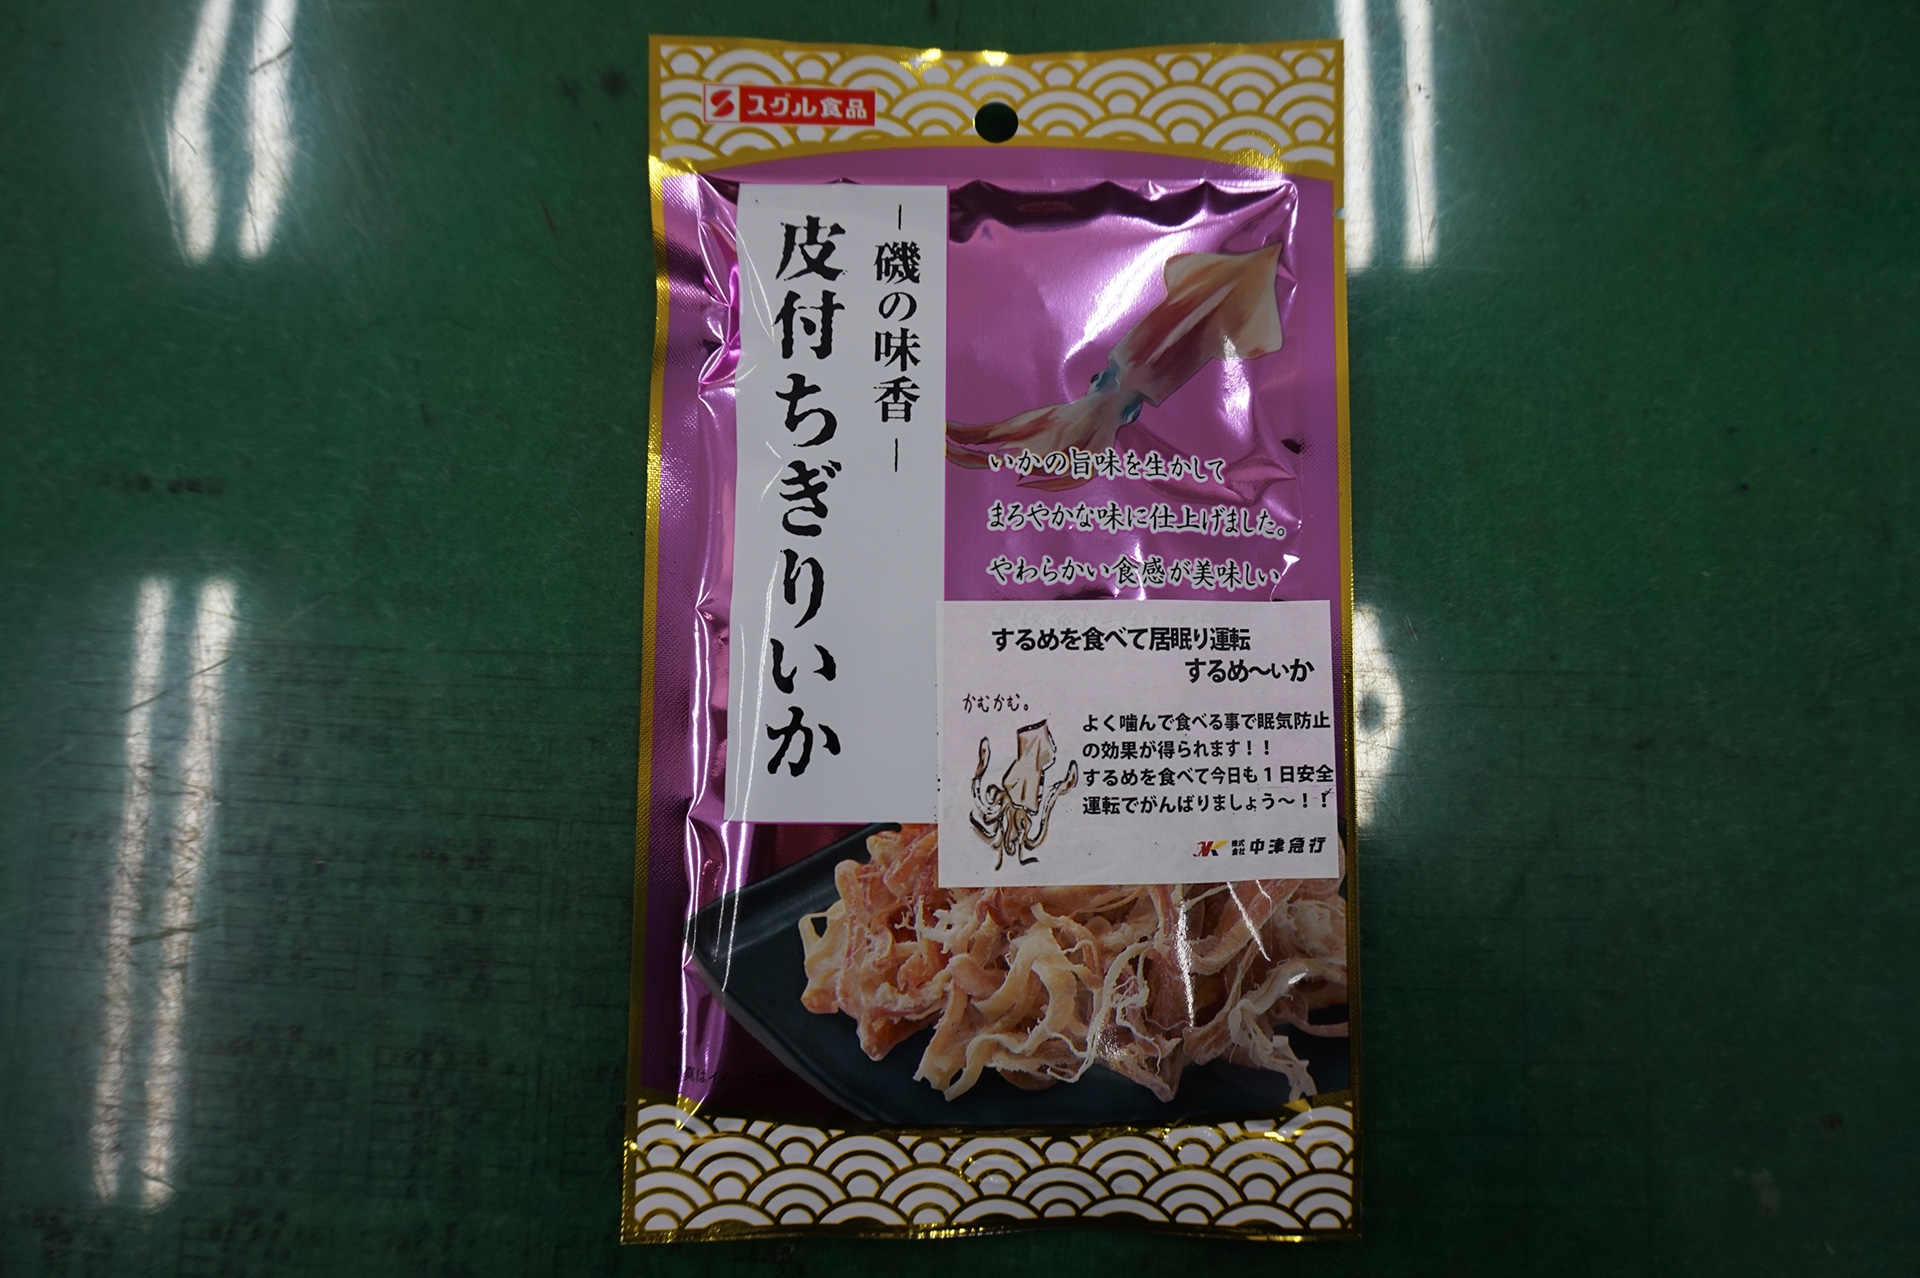 スグル食品
磯の味香
皮付ちぎりいか
いかの旨味を生かして
まろやかな味に仕上げました。
やわらかい食感が美味しい
するめを食べて居眠り運転
するめ〜いか
かむかむ。
よく噛んで食べる事で眠気防止
の効果が得られます！！
するめを食べて今日も１日安全
運転でがんばりましょう〜！！
NK 株式会社 中津急行